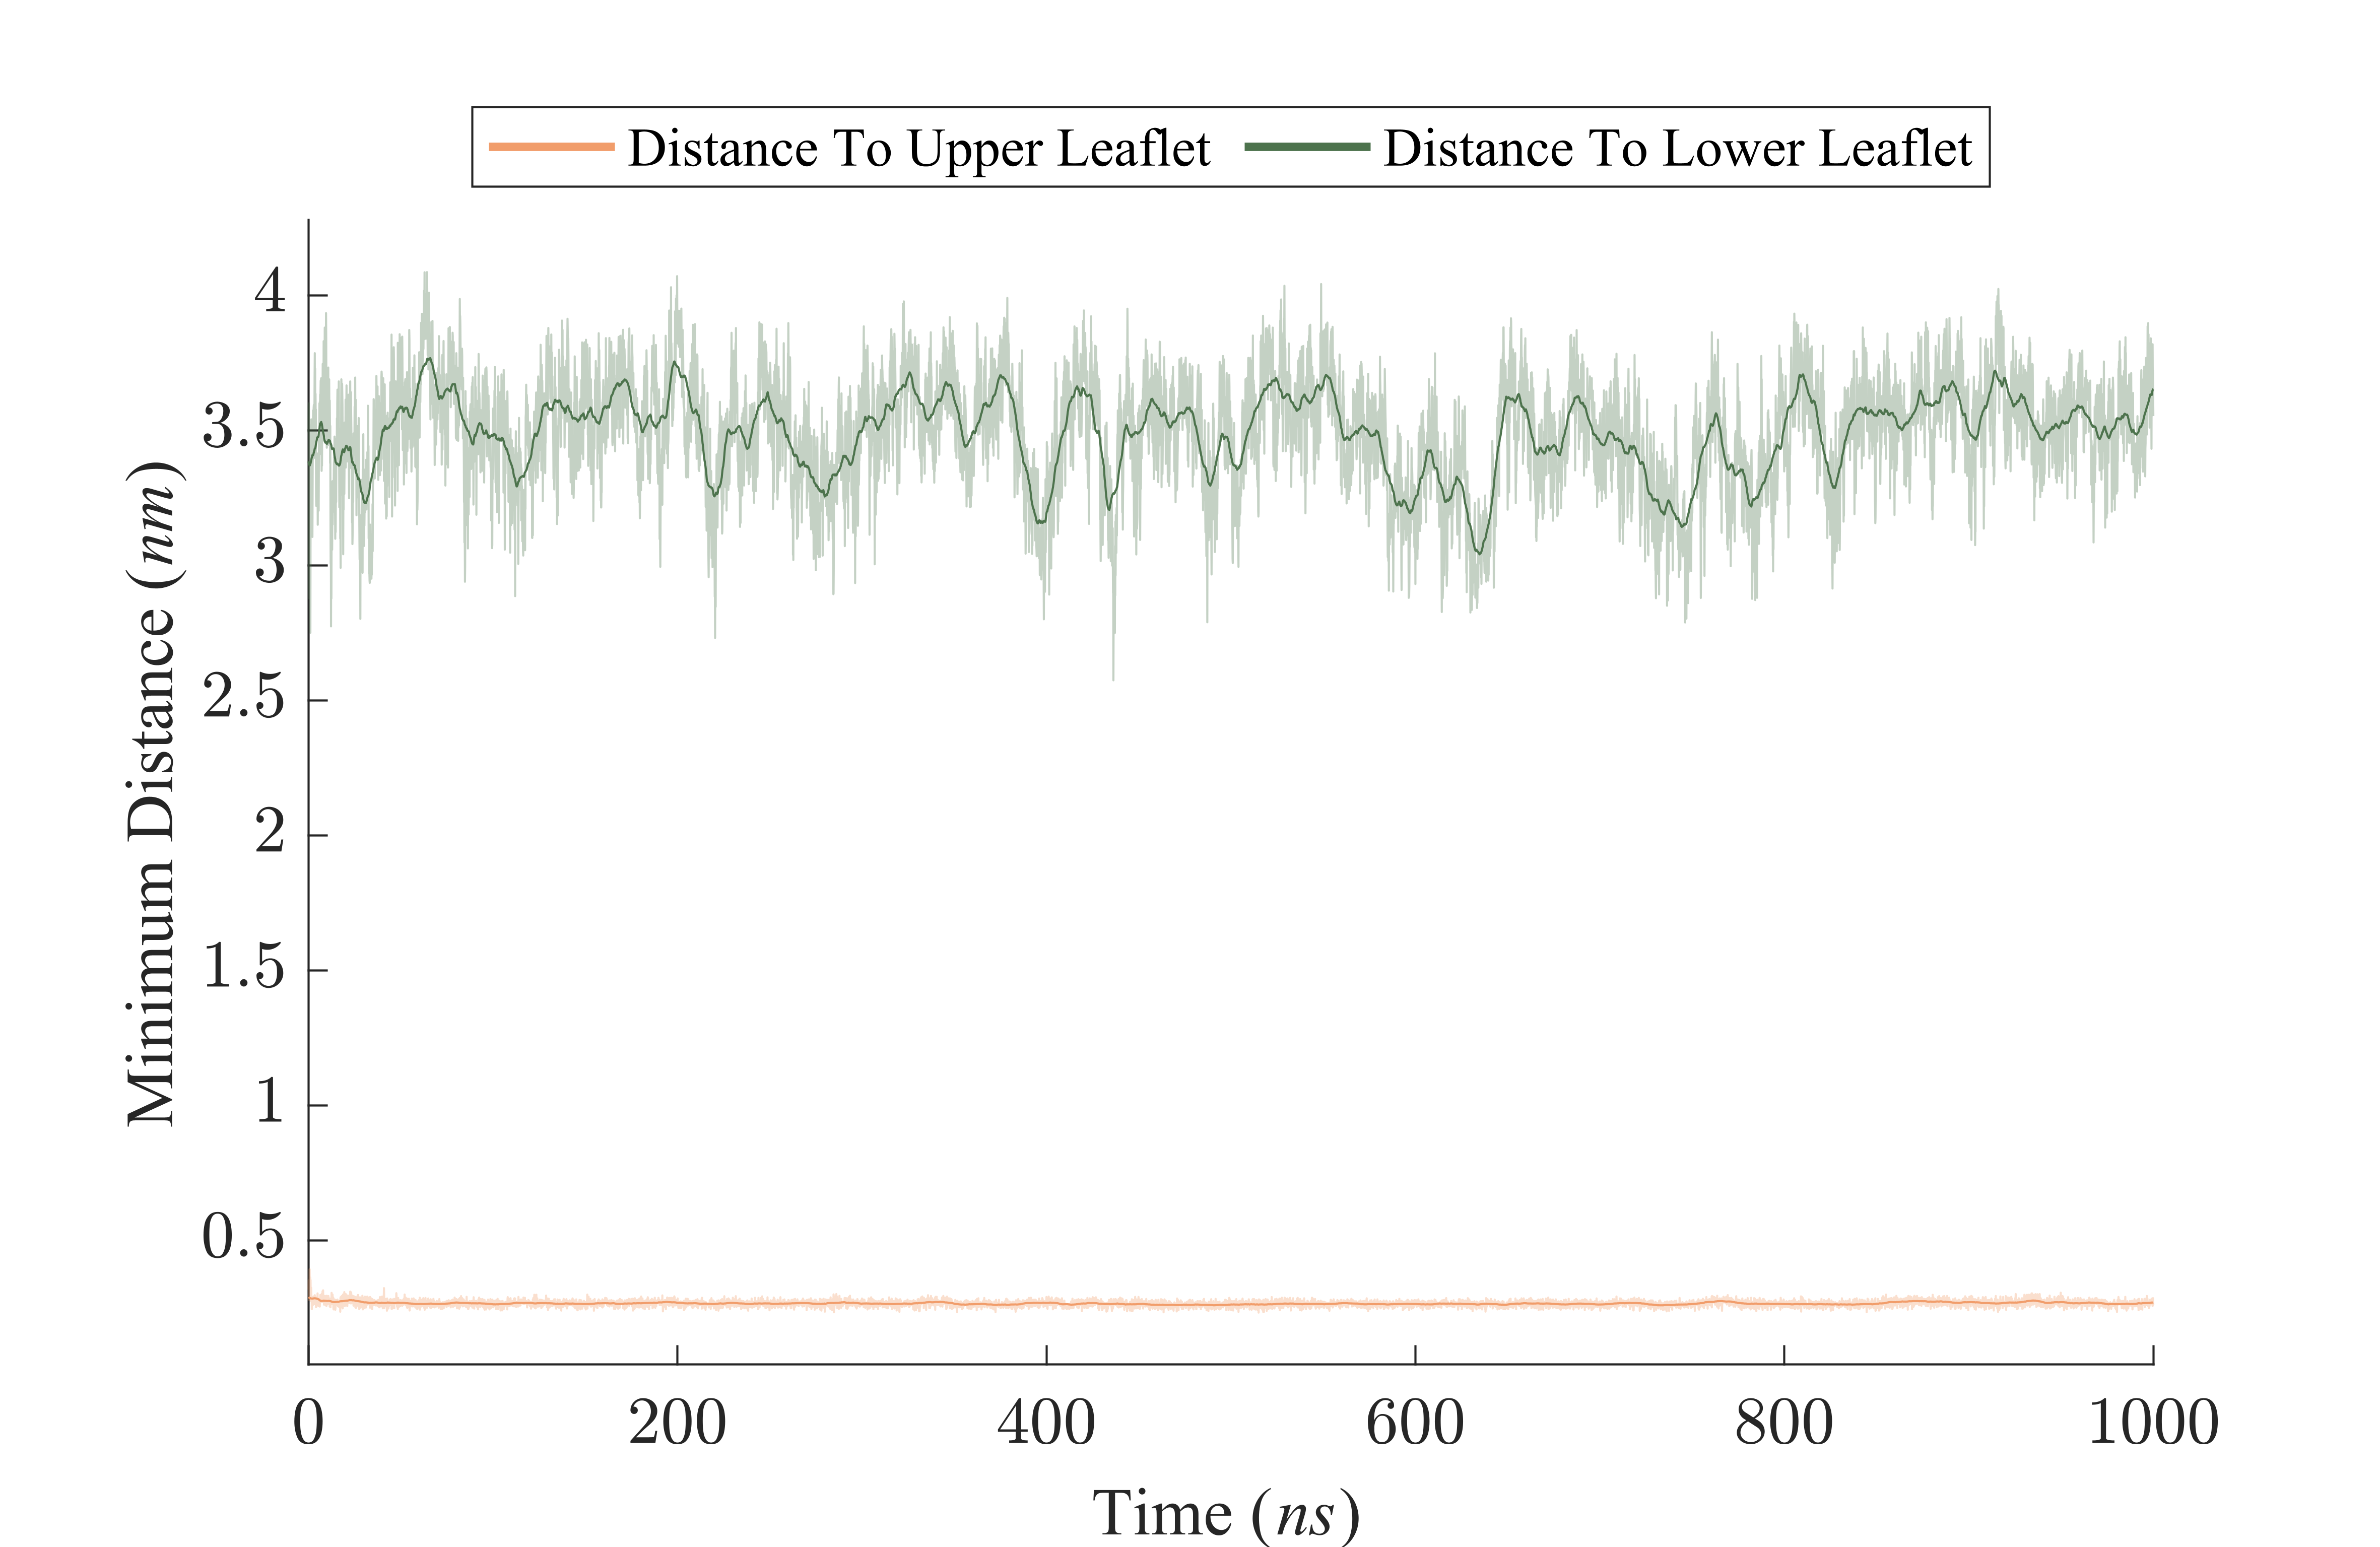 Distance To Upper Leaflet Distance To Lower Leaflet
Minimum Distance (nm)
4
3.5
3
2.5
2
1.5
1
0.5
0 200 400 600 800 1000
Time (ns)